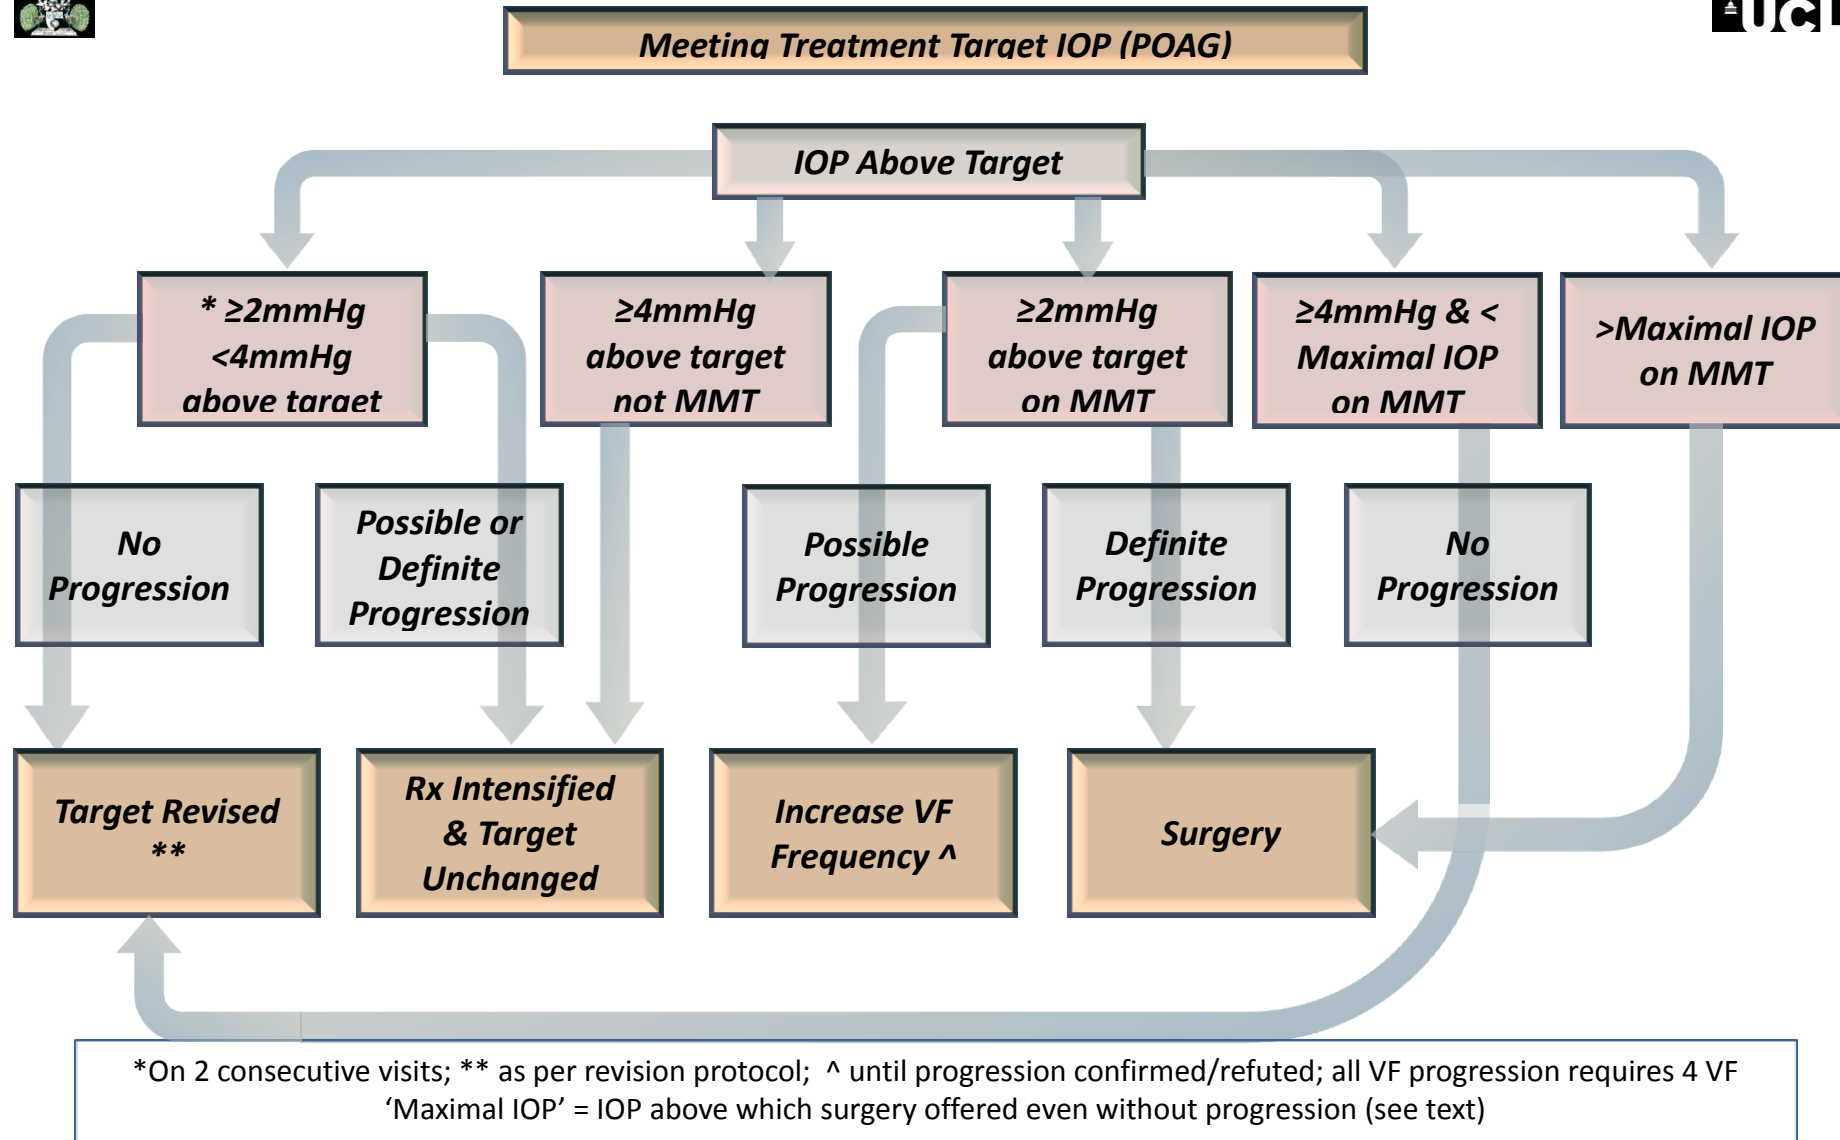 UCL
Meeting Treatment Target IOP (POAG)
IOP Above Target
* ≥2mmHg
<4mmHg
above target
≥4mmHg
above target
not MMT
≥2mmHg
above target
on MMT
≥4mmHg & <
Maximal IOP
on MMT
>Maximal IOP
on MMT
No
Progression
Possible or
Definite
Progression
Possible
Progression
Definite
Progression
No
Progression
Target Revised
**
Rx Intensified
& Target
Unchanged
Increase VF
Frequency ^
Surgery
*On 2 consecutive visits; ** as per revision protocol; ^ until progression confirmed/refuted; all VF progression requires 4 VF
‘Maximal IOP’ = IOP above which surgery offered even without progression (see text)